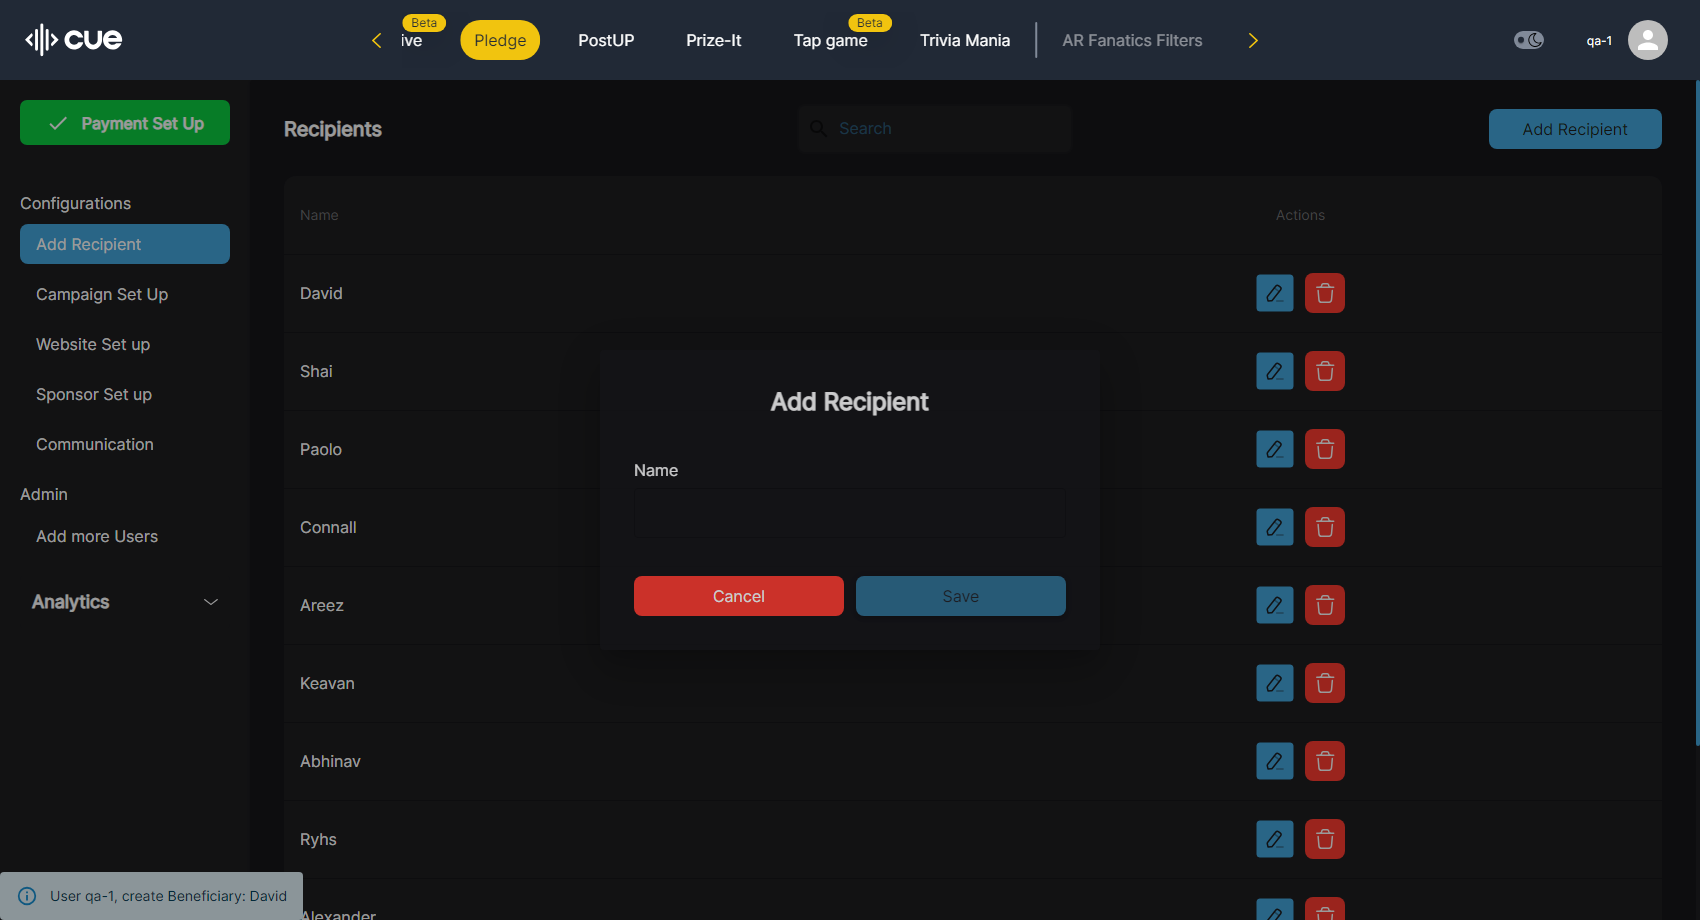 cue
Beta
ive
Pledge
PostUP
Prize-It
Beta
Tap game
Trivia Mania
AR Fanatics Filters
qa-1
Payment Set Up
Recipients
Search
Add Recipient
Configurations
Add Recipient
Campaign Set Up
Website Set up
Sponsor Set up
Communication
Admin
Add more Users
Analytics
Name
Actions
David
Shai
Paolo
Connall
Areez
Keavan
Abhinav
Ryhs
Alexander
Add Recipient
Name
Cancel
Save
User qa-1, create Beneficiary: David